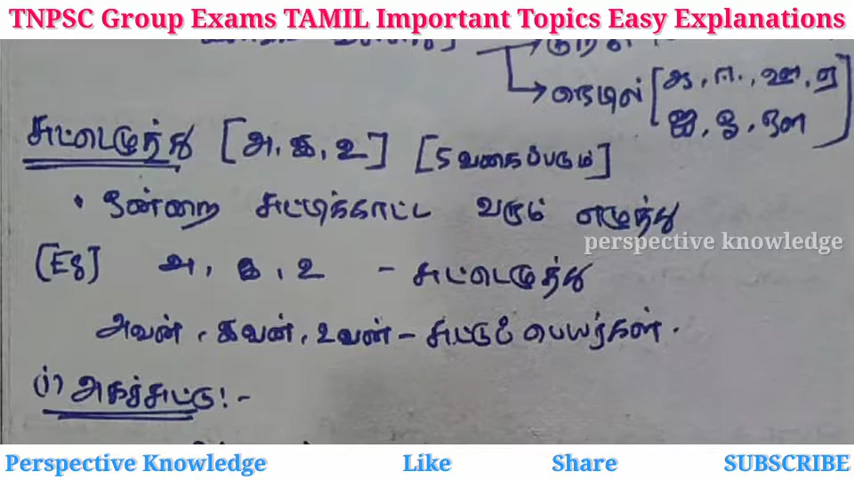 TNPSC Group Exams TAMIL Important Topics Easy Explanations
நெடில் [ஆ, ஈ, ஊ, ஏ
ஐ, ஓ, ஔ]
சுட்டெழுத்து [அ, இ, உ] [5 வகைப்படும்]
• ஒன்றை சுட்டிக்காட்ட வரும் எழுத்து
perspective knowledge
[Eg] அ, இ, உ - சுட்டெழுத்து
அவன், இவன், உவன் - சுட்டுப் பெயர்கள்.
(i) அகச்சுட்டு! -
Perspective Knowledge Like Share SUBSCRIBE